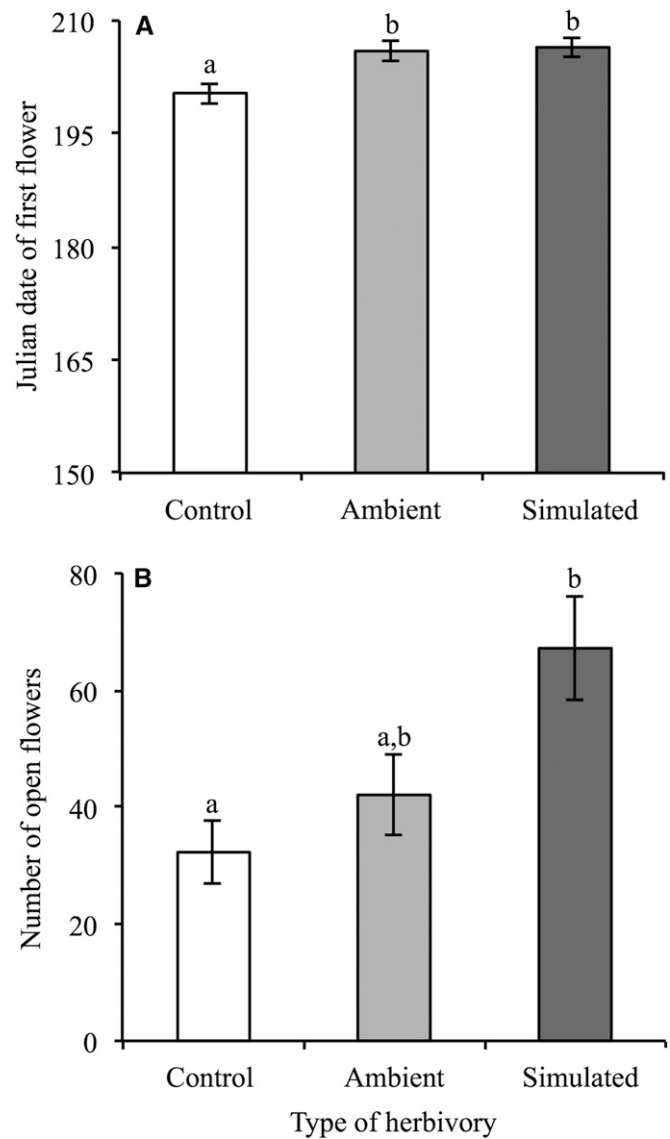 A
210
195
180
165
150
Julian date of first flower
a
b
b
Control Ambient Simulated
B
80
60
40
20
0
Number of open flowers
a
a,b
b
Control Ambient Simulated
Type of herbivory